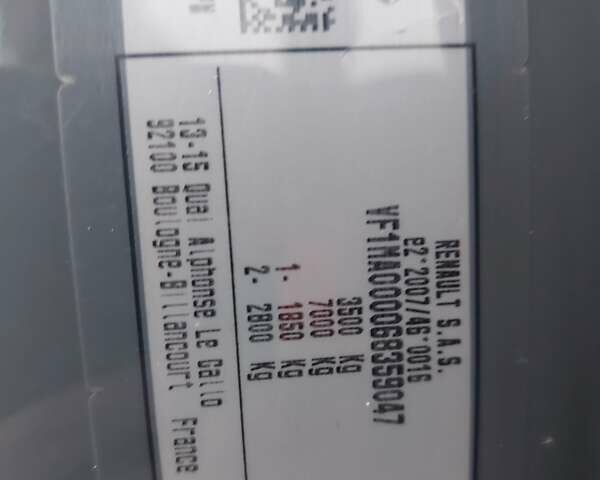 RENAULT S.A.S.
e2*2007/46*0016
VF1MA000068359047
3500 Kg
7000 Kg
1- 1850 Kg
2- 2800 Kg
13-15 Quai Alphonse Le Gallo
92100 Boulogne-Billancourt France